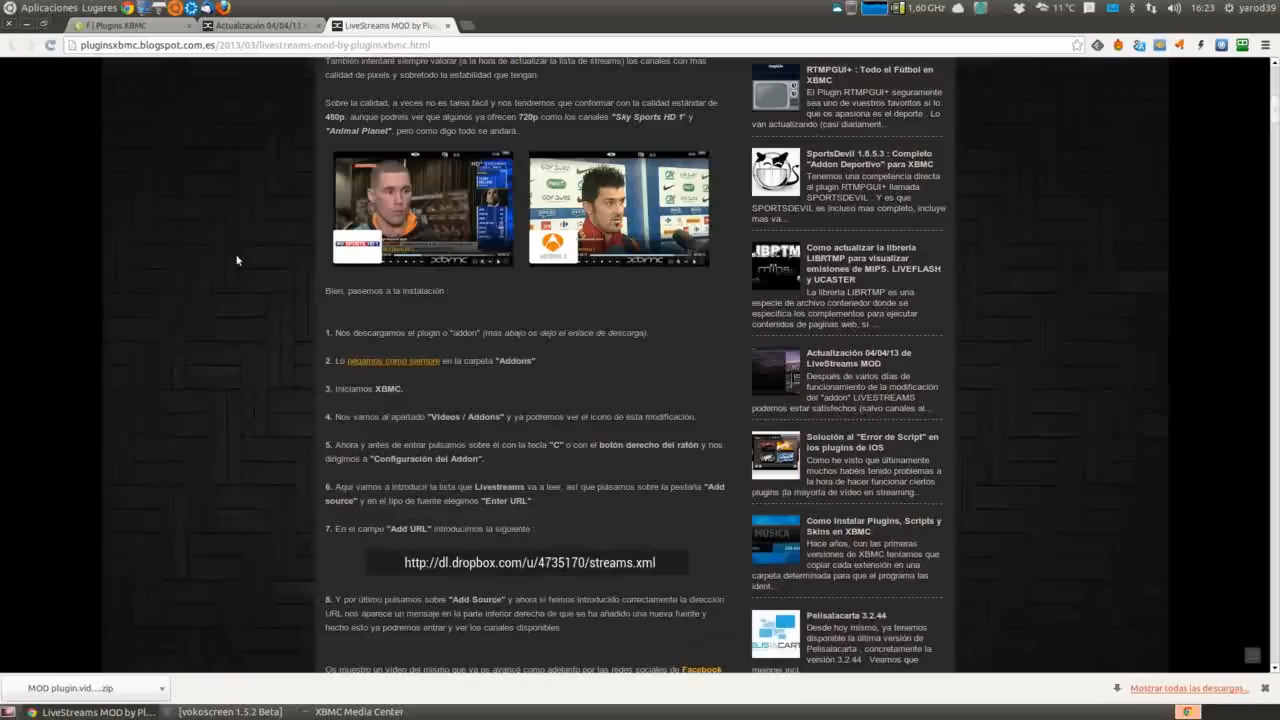 Aplicaciones Lugares
1,60 GHz
11°C
16:23
yarod39
f | Plugins XBMC
Actualización 04/04/13
LiveStreams MOD by Plu
pluginsxbmc.blogspot.com.es/2013/03/livestreams-mod-by-pluginsxbmc.html
También intentaré siempre valorar (a la hora de actualizar la lista de streams) los canales con mas
calidad de pixels y sobretodo la estabilidad que tengan
Sobre la calidad, a veces no es tarea facil y nos tendremos que conformar con la calidad estándar de
480p. aunque podeis ver que algunos ya ofrecen 720p como los canales "Sky Sports HD 1" y
"Animal Planet", pero como digo todo se andará..
xbmc
xbmc
Bien, pasemos a la instalación :
1. Nos descargamos el plugin o "addon" (mas abajo os dejo el enlace de descarga).
2. Lo pegamos como siempre en la carpeta "Addons"
3. Iniciamos XBMC.
4. Nos vamos al apartado "Videos / Addons" y ya podremos ver el icono de esta modificación.
5. Ahora y antes de entrar pulsamos sobre él con la tecla "C" o con el botón derecho del ratón y nos
dirigimos a "Configuración del Addon".
6. Aqui vamos a introducir la lista que Livestreams va a leer, asi que pulsamos sobre la pestaña "Add
source" y en el tipo de fuente elegimos "Enter URL"
7. En el campo "Add URL" introducimos la siguiente :
http://dl.dropbox.com/u/4735170/streams.xml
8. Y por último pulsamos sobre "Add Source" y ahora si hemos introducido correctamente la dirección
URL nos aparece un mensaje en la parte inferior derecha de que se ha añadido una nueva fuente y
hecho esto ya podremos entrar y ver los canales disponibles
Os muestro un video del mismo que ya os avancé como adelanto por las redes sociales de Facebook
RTMPGUI+ : Todo el Fútbol en
XBMC
El Plugin RTMPGUI+ seguramente
sea uno de vuestros favoritos si lo
que os apasiona es el deporte . Lo
van actualizando (casi diariament...
SportsDevil 1.8.5.3 : Completo
"Addon Deportivo" para XBMC
Tenemos una competencia directa
al plugin RTMPGUI+ llamada
SPORTSDEVIL . Y es que
SPORTSDEVIL es incluso mas completo, incluye
mas va...
Como actualizar la libreria
LIBRTMP para visualizar
emisiones de MIPS. LIVEFLASH
y UCASTER
La libreria LIBRTMP es una
especie de archivo contenedor donde se
especifica los complementos para ejecutar
contenidos de paginas web, si ...
Actualización 04/04/13 de
LiveStreams MOD
Después de varios días de
funcionamiento de la modificación
del "addon" LIVESTREAMS
podemos estar satisfechos (salvo canales al...
Solución al "Error de Script" en
los plugins de iOS
Como he visto que últimamente
muchos habéis tenido problemas a
la hora de hacer funcionar ciertos
plugins (la mayoría de vídeo en streaming..
Como Instalar Plugins, Scripts y
Skins en XBMC
Hace años, con las primeras
versiones de XBMC teníamos que
copiar cada extensión en una
carpeta determinada para que el programa las
ident...
Pelisalacarta 3.2.44
Desde hoy mismo, ya tenemos
disponible la última versión de
Pelisalacarta . concretamente la
versión 3.2.44 Veamos que
mejoras incl
MOD plugin.vid....zip
Mostrar todas las descargas...
LiveStreams MOD by Pl...
[vokoscreen 1.5.2 Beta]
XBMC Media Center